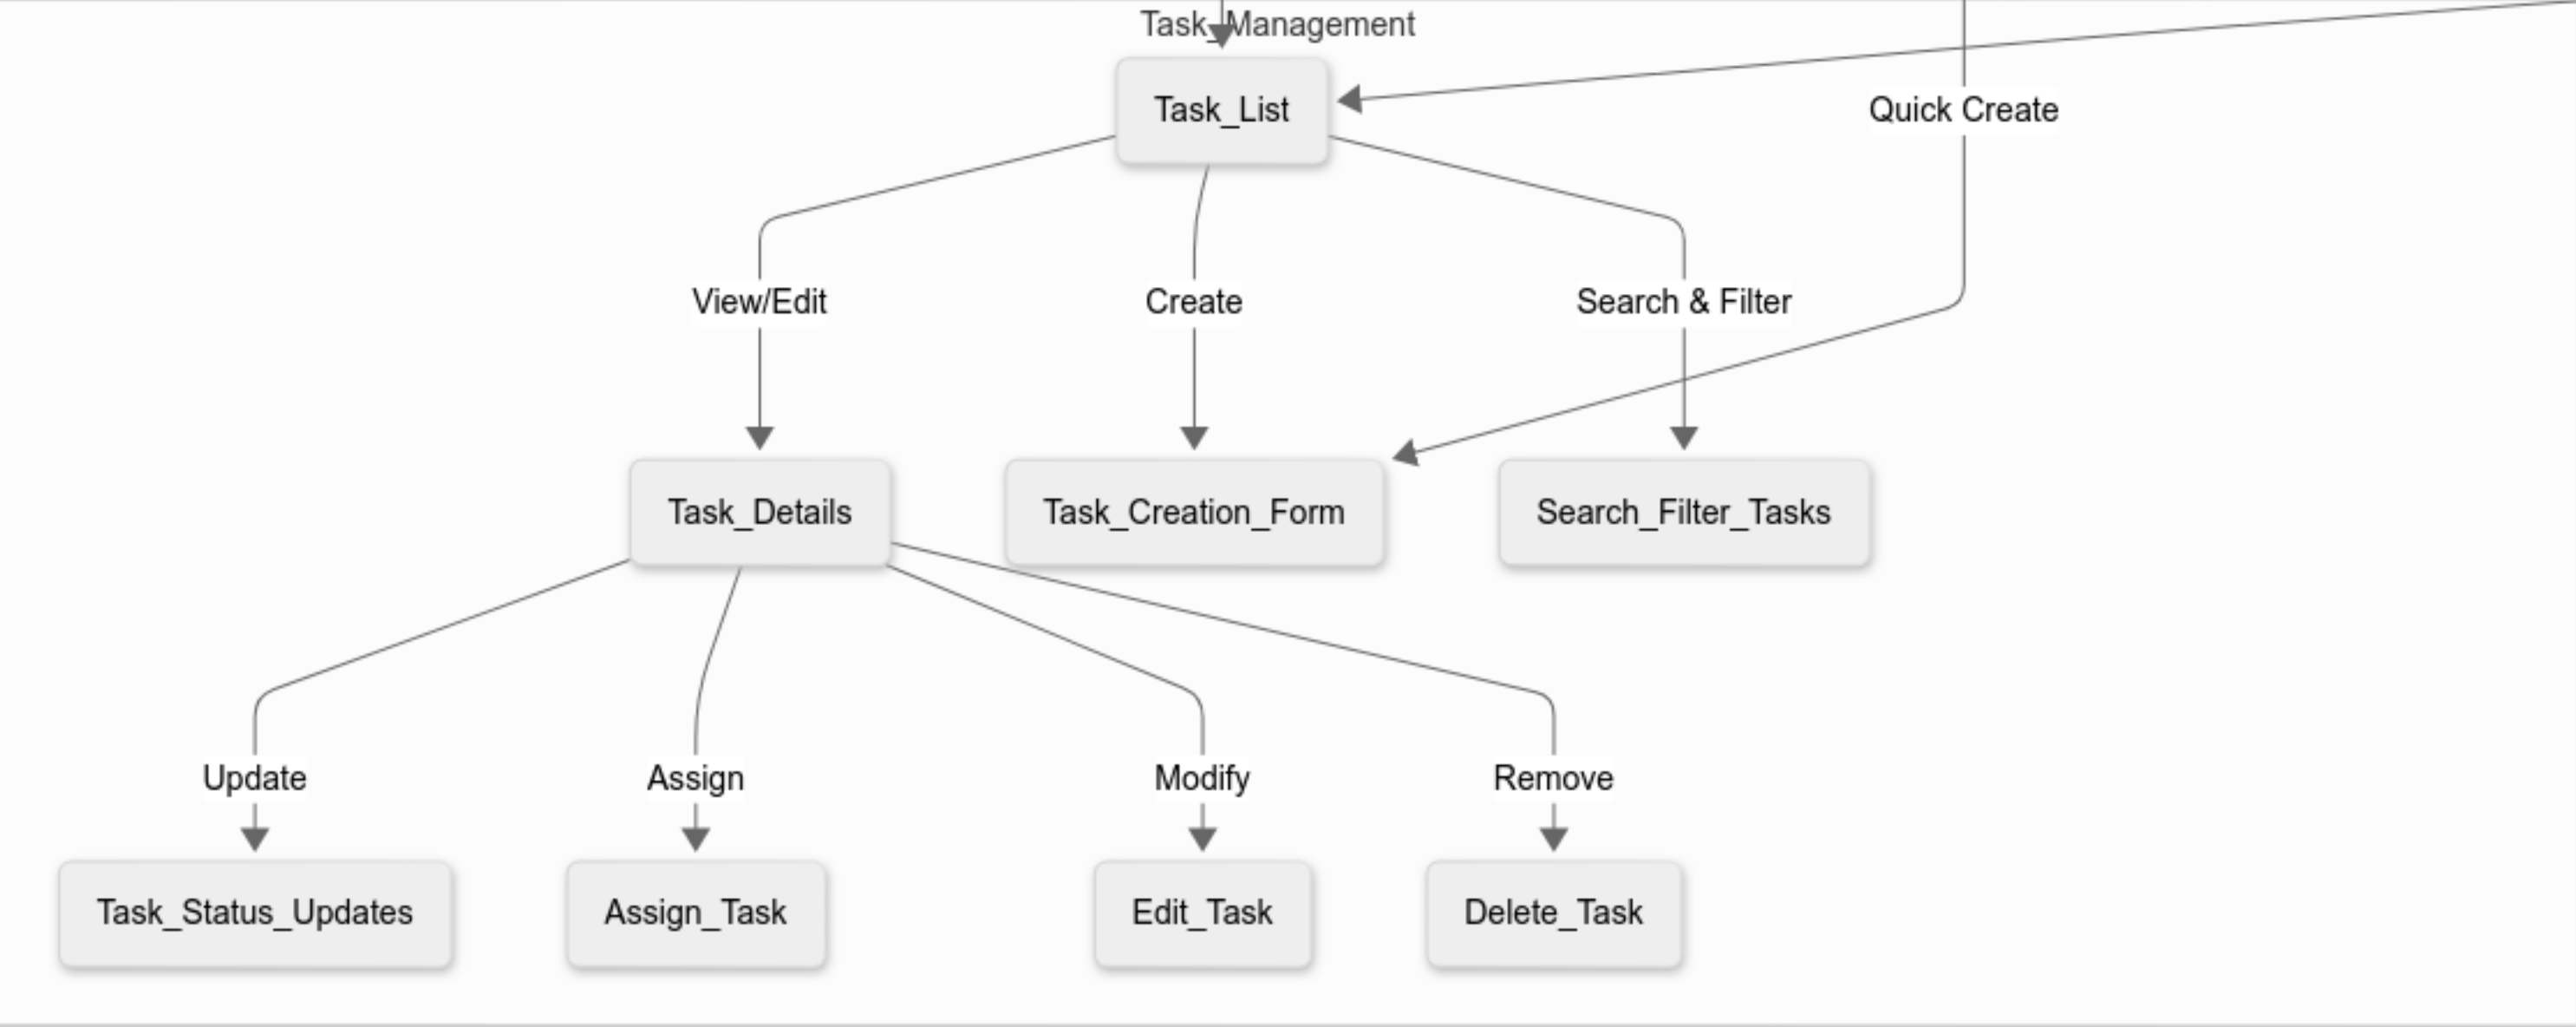 Task_Management
Task_List
Quick Create
View/Edit
Create
Search & Filter
Task_Details
Task_Creation_Form
Search_Filter_Tasks
Update
Assign
Modify
Remove
Task_Status_Updates
Assign_Task
Edit_Task
Delete_Task